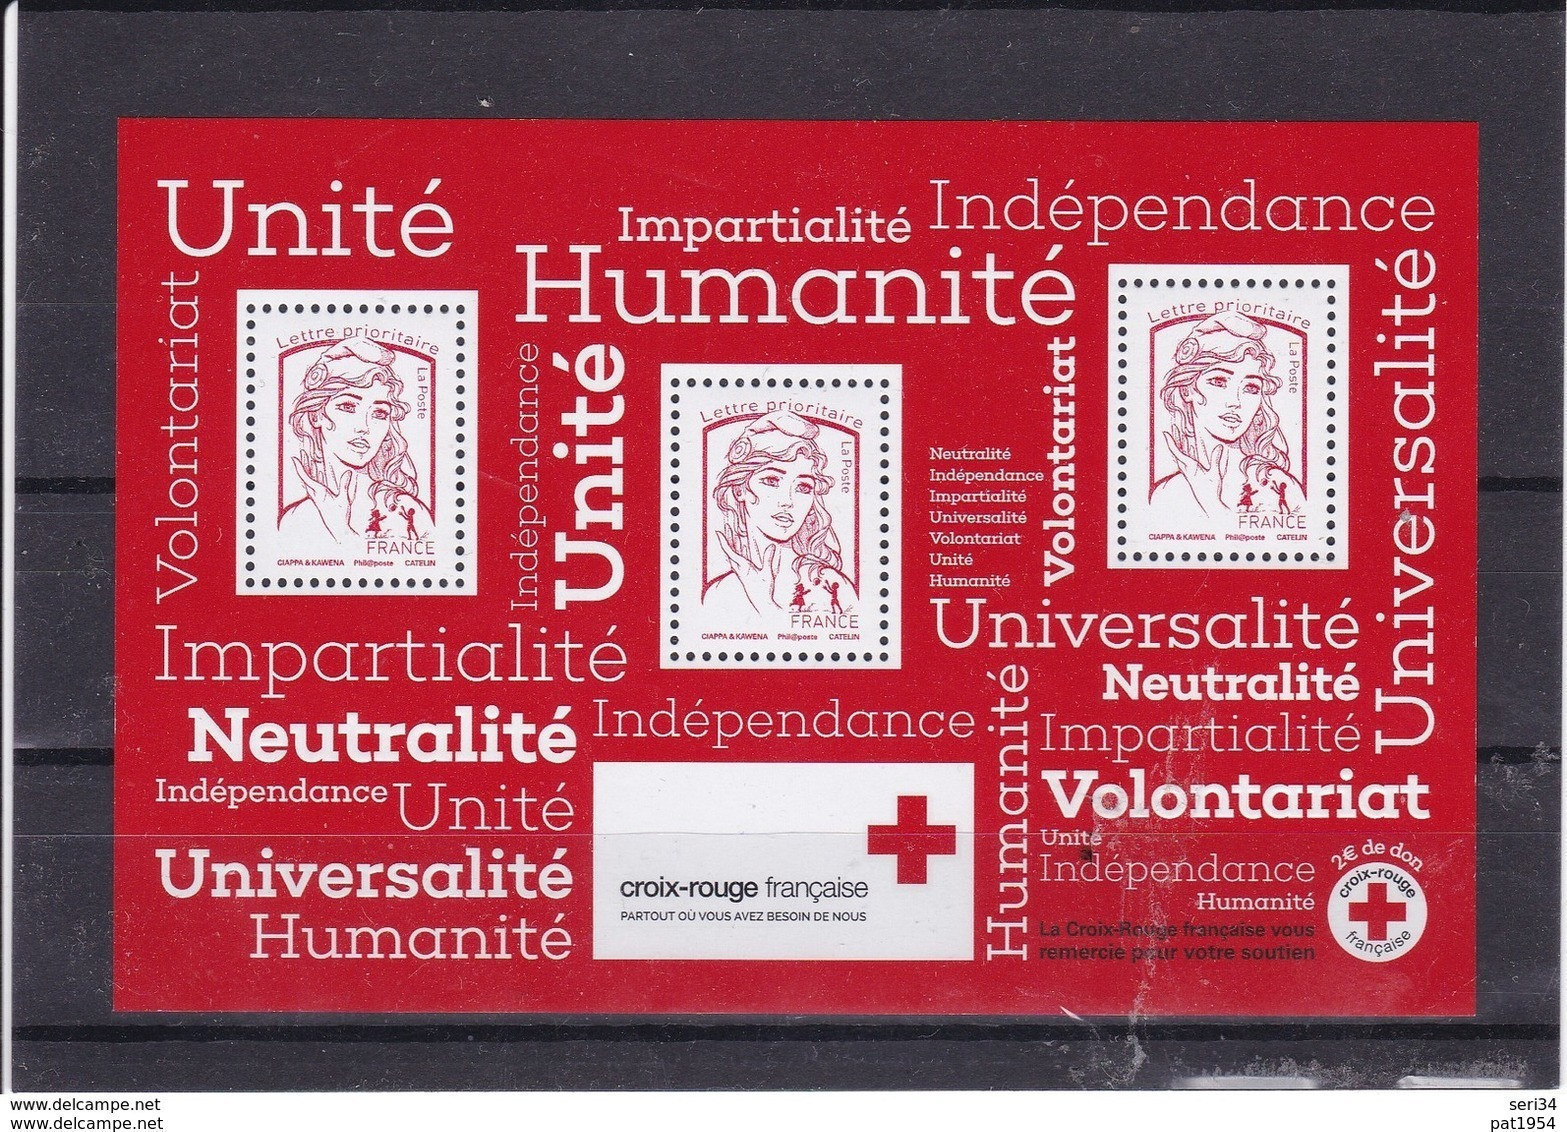 Unité
Impartialité
Indépendance
Humanité
Volontariat
Lettre prioritaire
La Poste
FRANCE
CIAPPA & KAWENA Phil@poste CATELIN
Indépendance
Unité
Lettre prioritaire
La Poste
FRANCE
CIAPPA & KAWENA Phil@poste CATELIN
Neutralité
Indépendance
Impartialité
Universalité
Volontariat
Unité
Humanité
Volontariat
Lettre prioritaire
La Poste
FRANCE
CIAPPA & KAWENA Phil@poste CATELIN
Universalité
Impartialité
Neutralité
Indépendance
Unité
Universalité
Humanité
Indépendance
croix-rouge française
PARTOUT OÙ VOUS AVEZ BESOIN DE NOUS
Humanité
Universalité
Neutralité
Impartialité
Volontariat
Unité
Indépendance
Humanité
La Croix-Rouge française vous
remercie pour votre soutien
2€ de don
croix-rouge
française
www.delcampe.net
www.delcampe.net
seri34
pat1954